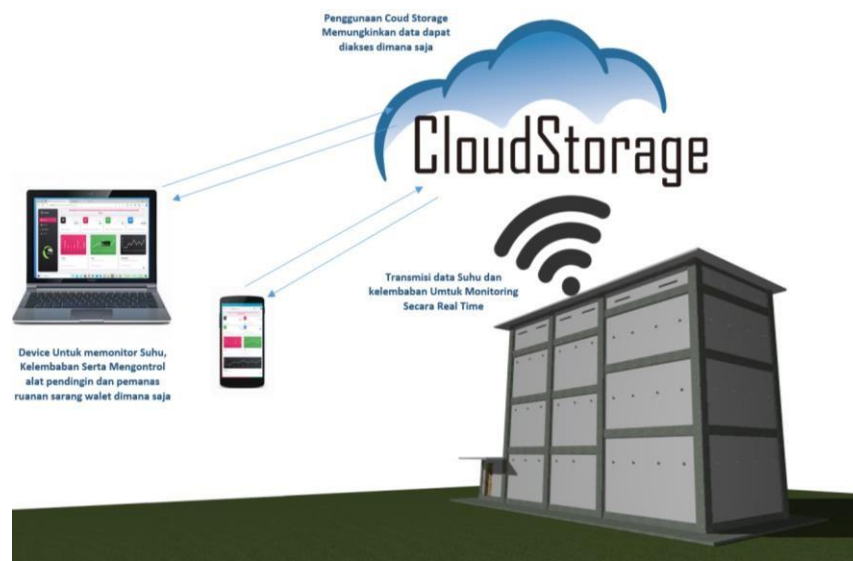 Penggunaan Coud Storage
Memungkinkan data dapat
diakses dimana saja
CloudStorage
Transmisi data Suhu dan
kelembaban Umtuk Monitoring
Secara Real Time
Device Untuk memonitor Suhu,
Kelembaban Serta Mengontrol
alat pendingin dan pemanas
ruanan sarang walet dimana saja